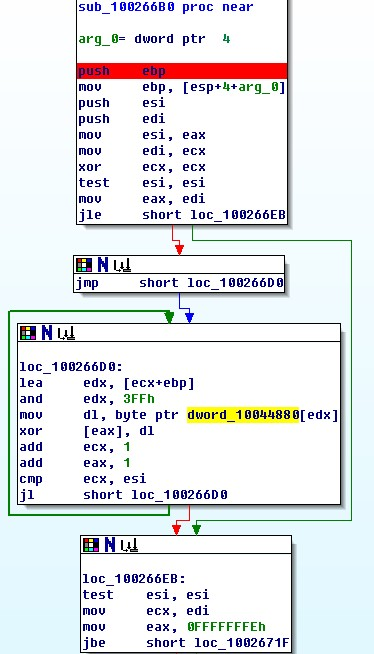 sub_100266B0 proc near
arg_0= dword ptr  4
push    ebp
mov     ebp, [esp+4+arg_0]
push    esi
push    edi
mov     esi, eax
mov     edi, ecx
xor     ecx, ecx
test    esi, esi
mov     eax, edi
jle     short loc_100266EB
N
jmp     short loc_100266D0
N
loc_100266D0:
lea     edx, [ecx+ebp]
and     edx, 3FFh
mov     dl, byte ptr dword_10044880[edx]
xor     [eax], dl
add     ecx, 1
add     eax, 1
cmp     ecx, esi
jl      short loc_100266D0
N
loc_100266EB:
test    esi, esi
mov     ecx, edi
mov     eax, 0FFFFFFFEh
jbe     short loc_1002671F